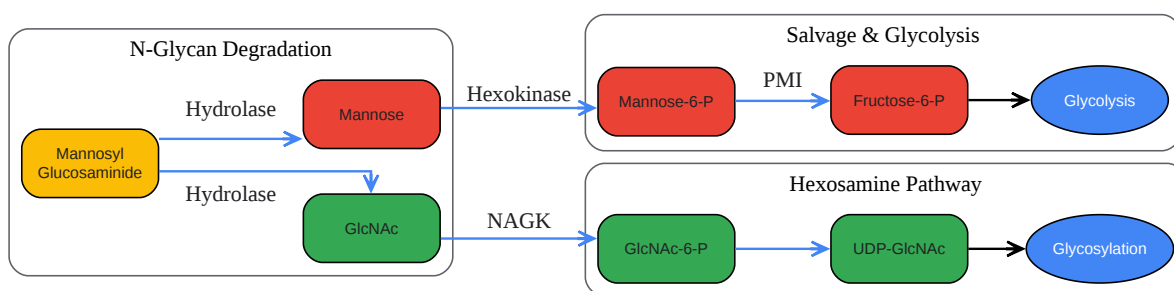 N-Glycan Degradation
Mannosyl
Glucosaminide
Hydrolase
Hydrolase
Mannose
GlcNAc
Hexokinase
NAGK
Salvage & Glycolysis
Mannose-6-P
PMI
Fructose-6-P
Glycolysis
Hexosamine Pathway
GlcNAc-6-P
UDP-GlcNAc
Glycosylation